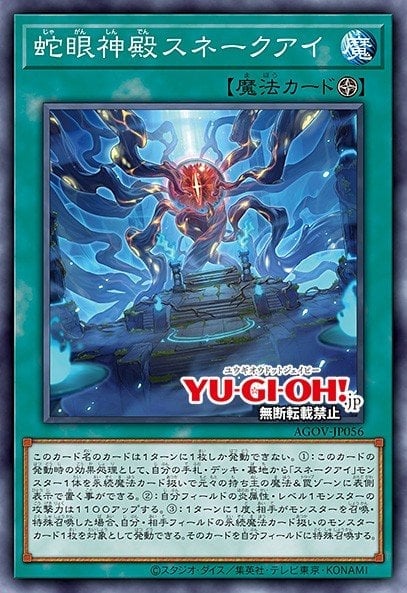 蛇眼神殿スネークアイ
【魔法カード】
ユウギオウドットジェイピー
YU-GI-OH!.jp
無断転載禁止
AGOV-JP056
このカード名のカードは1ターンに1枚しか発動できない。①：このカードの
発動時の効果処理として、自分の手札・デッキ・墓地から「スネークアイ」モン
スター1体を永続魔法カード扱いで元々の持ち主の魔法&罠ゾーンに表側
表示で置く事ができる。②：自分フィールドの炎属性・レベル1モンスターの
攻撃力は1100アップする。③：1ターンに1度、相手がモンスターを召喚・
特殊召喚した場合、自分・相手フィールドの永続魔法カード扱いのモンスター
カード1枚を対象として発動できる。そのカードを自分フィールドに特殊召喚する。
©スタジオ・ダイス／集英社・テレビ東京・KONAMI